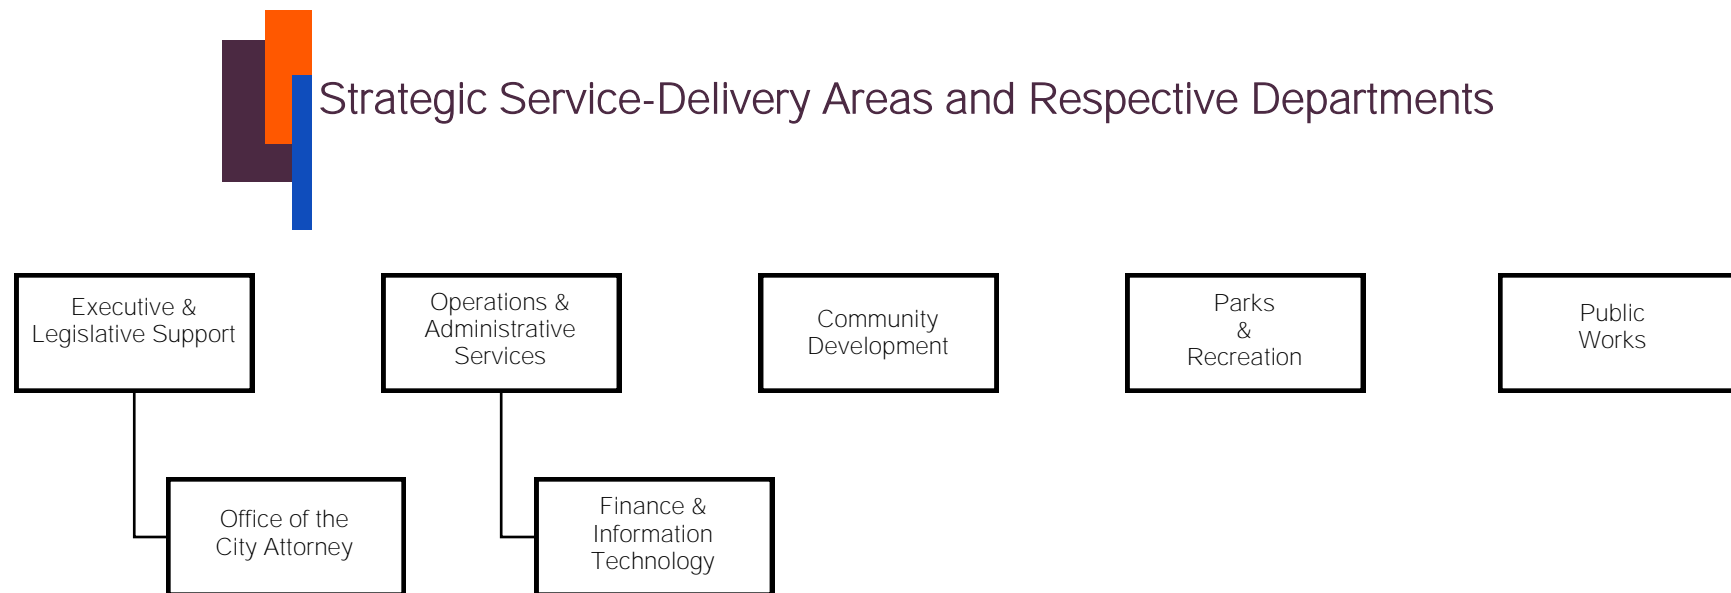 Strategic Service-Delivery Areas and Respective Departments
Executive &
Legislative Support
Operations &
Administrative
Services
Community
Development
Parks
&
Recreation
Public
Works
Office of the
City Attorney
Finance &
Information
Technology